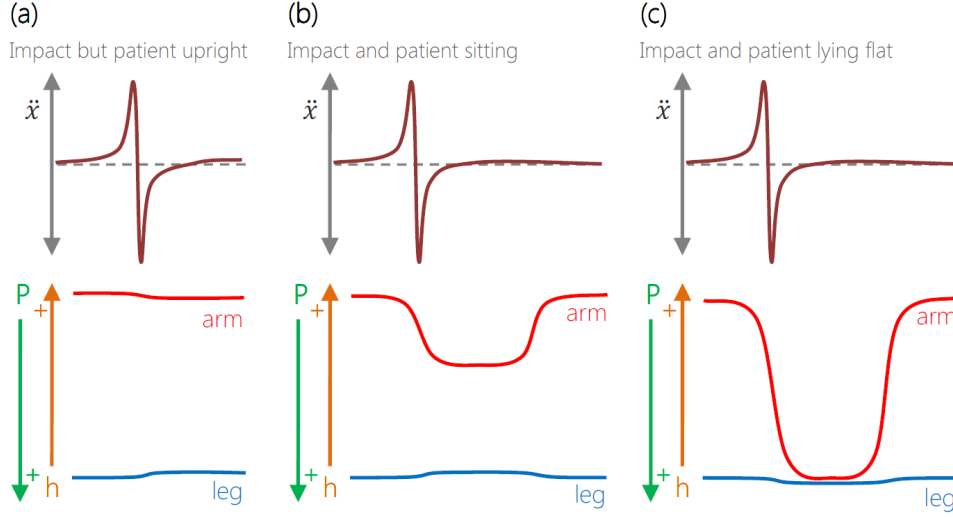 (a)
Impact but patient upright
ẍ
P
+
arm
+
h
leg
(b)
Impact and patient sitting
P
+
arm
+
h
leg
(c)
Impact and patient lying flat
P
+
arm
+
h
leg